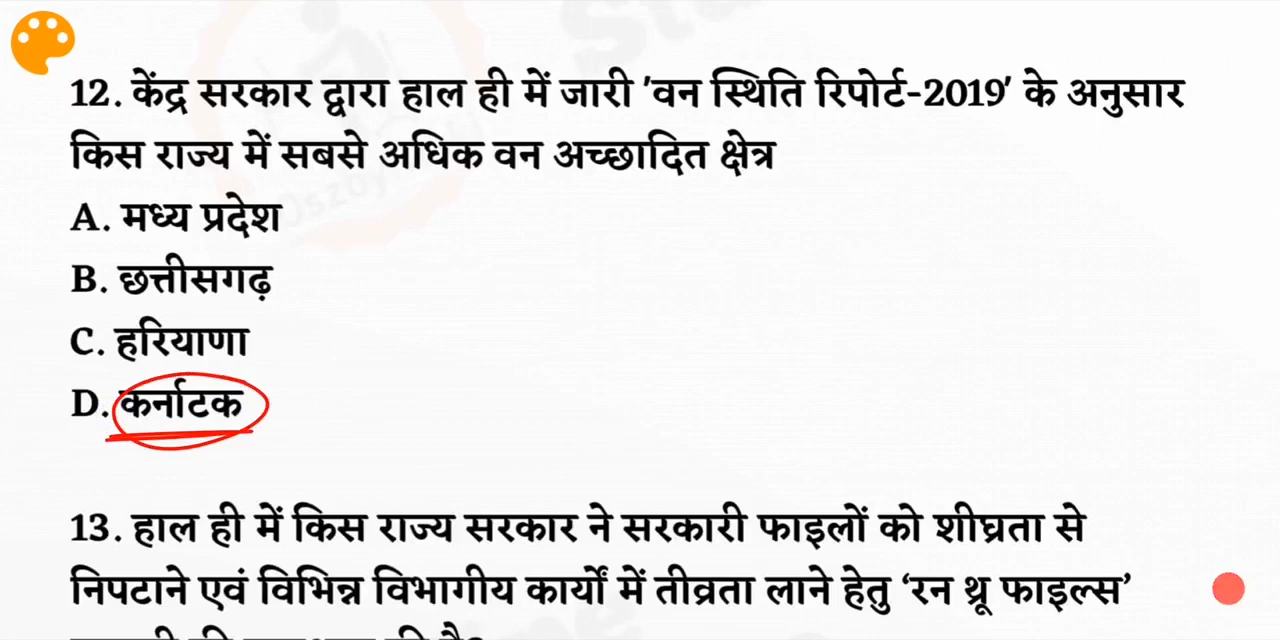 12. केंद्र सरकार द्वारा हाल ही में जारी 'वन स्थिति रिपोर्ट-2019' के अनुसार
किस राज्य में सबसे अधिक वन अच्छादित क्षेत्र
A. मध्य प्रदेश
B. छत्तीसगढ़
C. हरियाणा
D. कर्नाटक
13. हाल ही में किस राज्य सरकार ने सरकारी फाइलों को शीघ्रता से
निपटाने एवं विभिन्न विभागीय कार्यों में तीव्रता लाने हेतु ‘रन थ्रू फाइल्स’